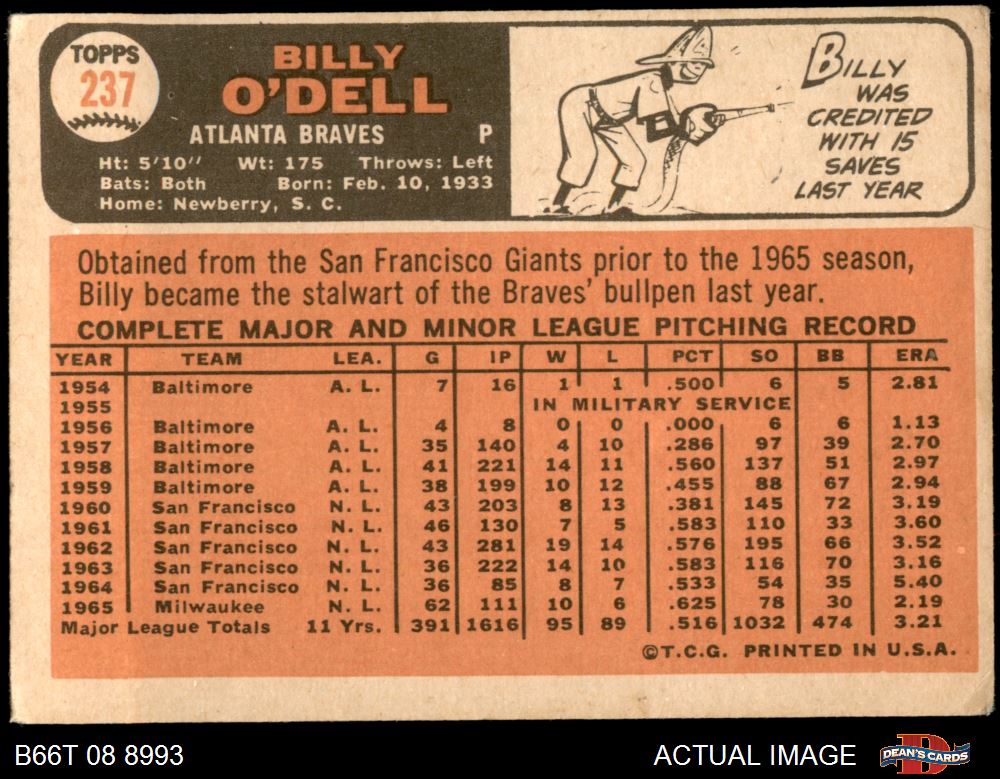 TOPPS
237
BILLY
O'DELL
ATLANTA BRAVES P
Ht: 5'10" Wt: 175 Throws: Left
Bats: Both Born: Feb. 10, 1933
Home: Newberry, S. C.
BILLY
WAS
CREDITED
WITH 15
SAVES
LAST YEAR
Obtained from the San Francisco Giants prior to the 1965 season,
Billy became the stalwart of the Braves' bullpen last year.
COMPLETE MAJOR AND MINOR LEAGUE PITCHING RECORD
YEAR TEAM LEA. G IP W L PCT SO BB ERA
1954 Baltimore A. L. 7 16 1 1 .500 6 5 2.81
1955 IN MILITARY SERVICE
1956 Baltimore A. L. 4 8 0 0 .000 6 6 1.13
1957 Baltimore A. L. 35 140 4 10 .286 97 39 2.70
1958 Baltimore A. L. 41 221 14 11 .560 137 51 2.97
1959 Baltimore A. L. 38 199 10 12 .455 88 67 2.94
1960 San Francisco N. L. 43 203 8 13 .381 145 72 3.19
1961 San Francisco N. L. 46 130 7 5 .583 110 33 3.60
1962 San Francisco N. L. 43 281 19 14 .576 195 66 3.52
1963 San Francisco N. L. 36 222 14 10 .583 116 70 3.16
1964 San Francisco N. L. 36 85 8 7 .533 54 35 5.40
1965 Milwaukee N. L. 62 111 10 6 .625 78 30 2.19
Major League Totals 11 Yrs. 391 1616 95 89 .516 1032 474 3.21
©T.C.G. PRINTED IN U.S.A.
B66T 08 8993 ACTUAL IMAGE DEAN'S CARDS